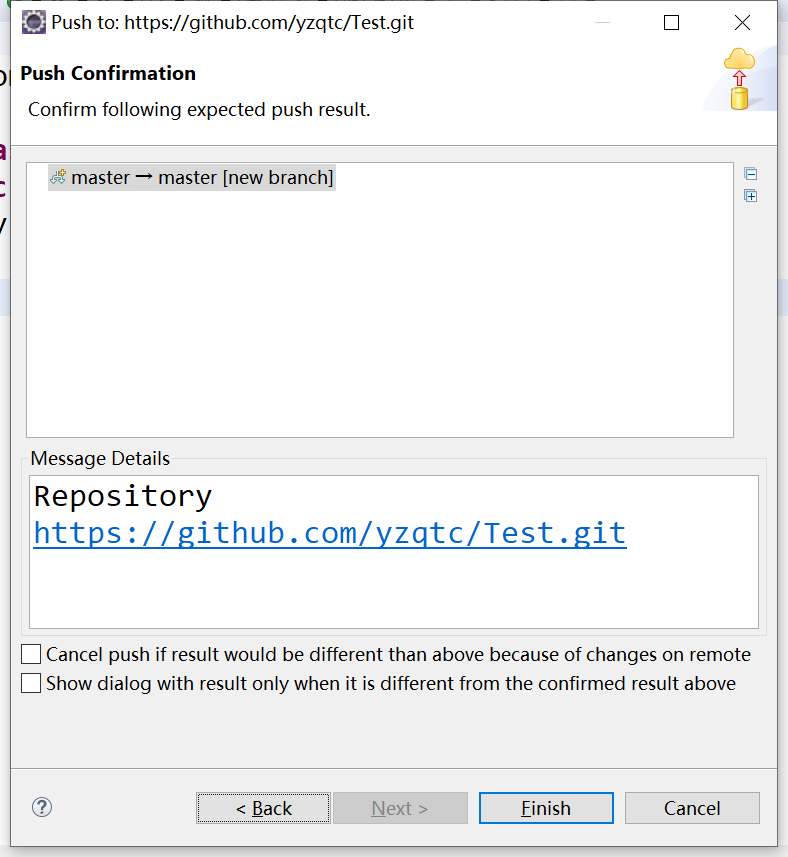 Push to: https://github.com/yzqtc/Test.git
Push Confirmation
Confirm following expected push result.
master → master [new branch]
Message Details
Repository
https://github.com/yzqtc/Test.git
Cancel push if result would be different than above because of changes on remote
Show dialog with result only when it is different from the confirmed result above
< Back
Next >
Finish
Cancel